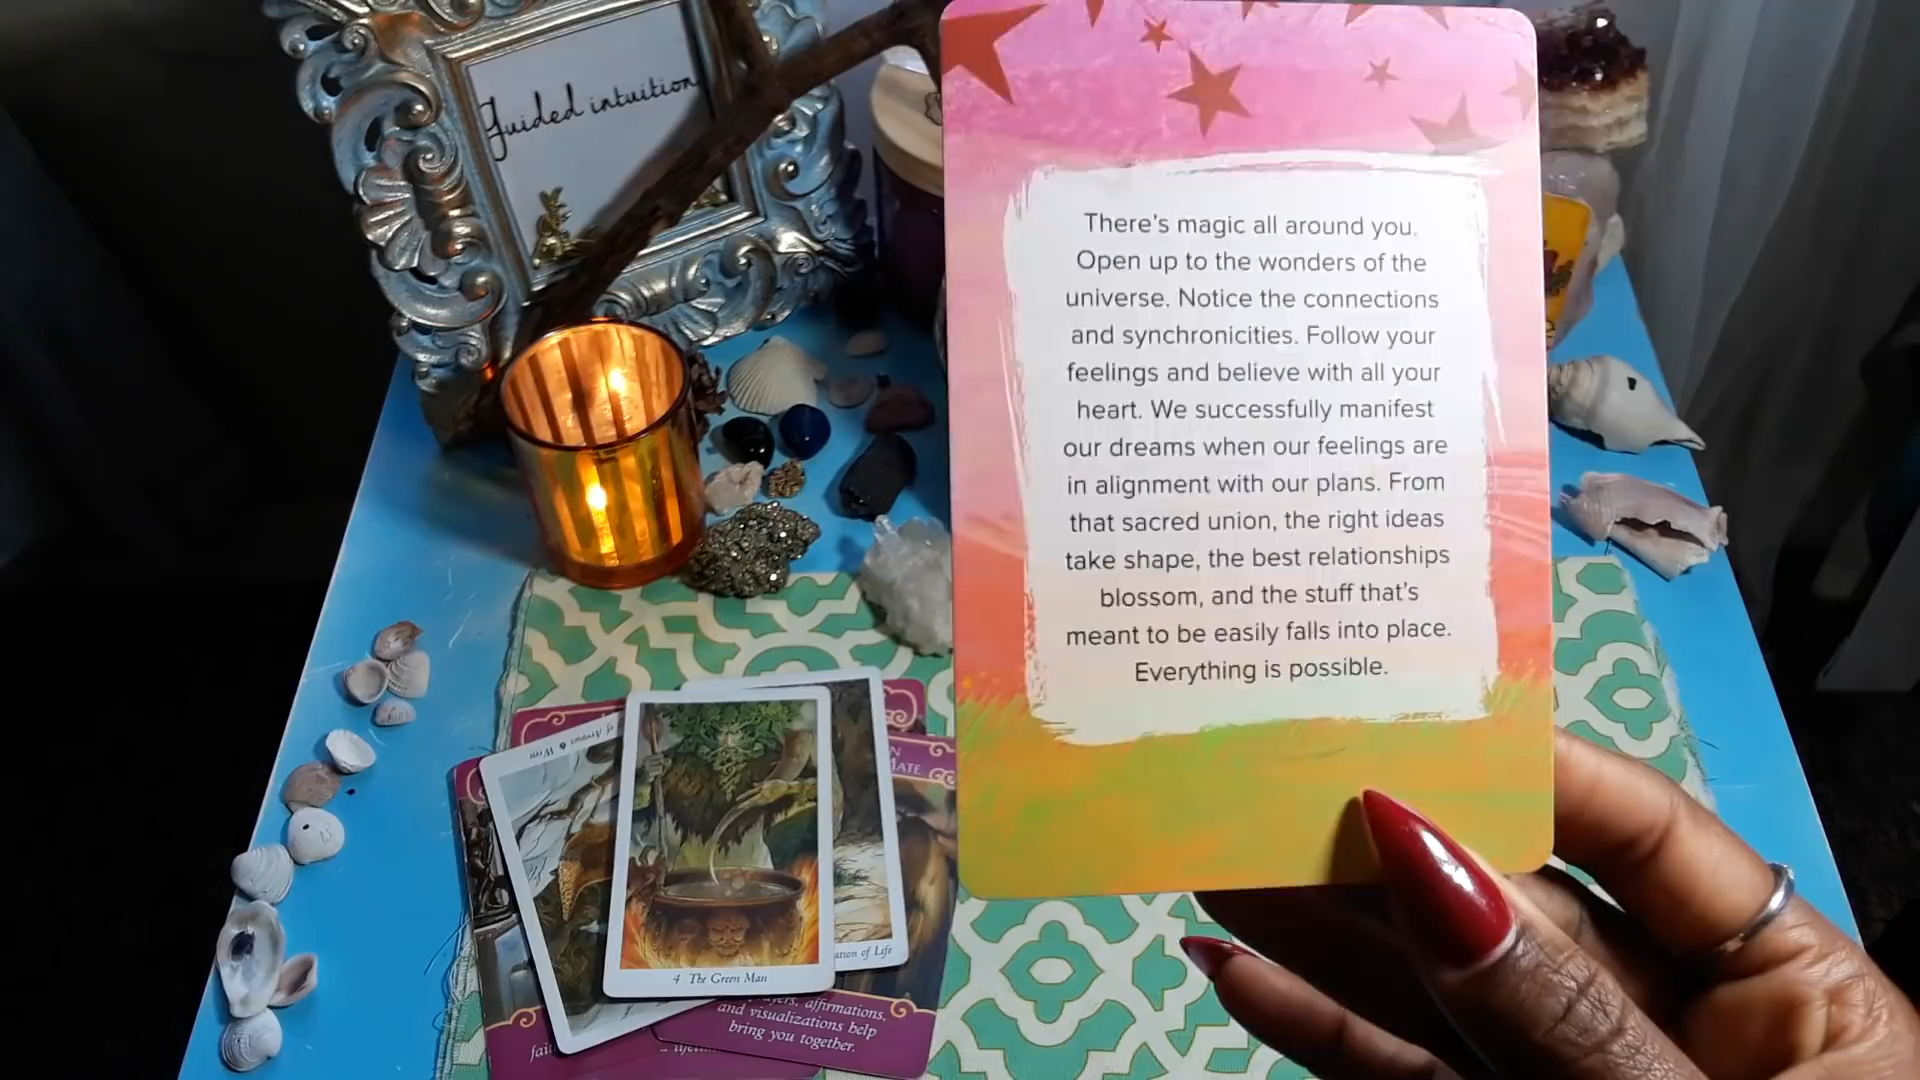 Guided intuition
There's magic all around you.
Open up to the wonders of the
universe. Notice the connections
and synchronicities. Follow your
feelings and believe with all your
heart. We successfully manifest
our dreams when our feelings are
in alignment with our plans. From
that sacred union, the right ideas
take shape, the best relationships
blossom, and the stuff that's
meant to be easily falls into place.
Everything is possible.
of Arrows
4 The Green Man
of Life
affirmations,
and visualizations help
bring you together.